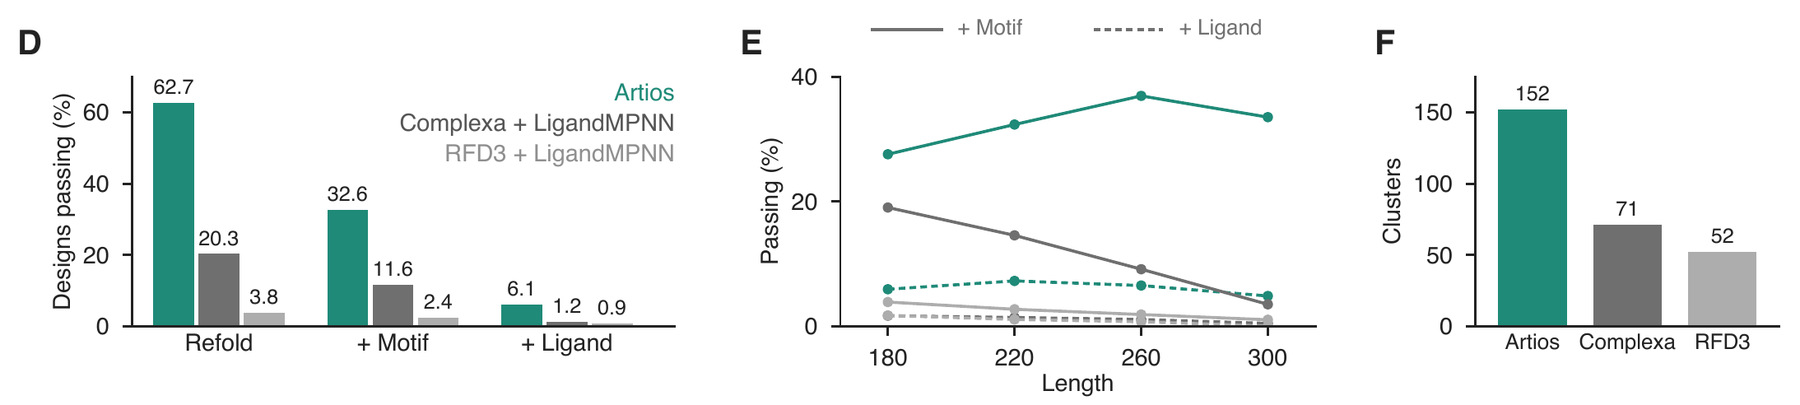 D
Designs passing (%)
60
40
20
0
62.7
20.3
3.8
32.6
11.6
2.4
6.1
1.2
0.9
Artios
Complexa + LigandMPNN
RFD3 + LigandMPNN
Refold
+ Motif
+ Ligand
E
+ Motif
+ Ligand
Passing (%)
40
20
0
180
220
260
300
Length
F
Clusters
150
100
50
0
152
71
52
Artios
Complexa
RFD3